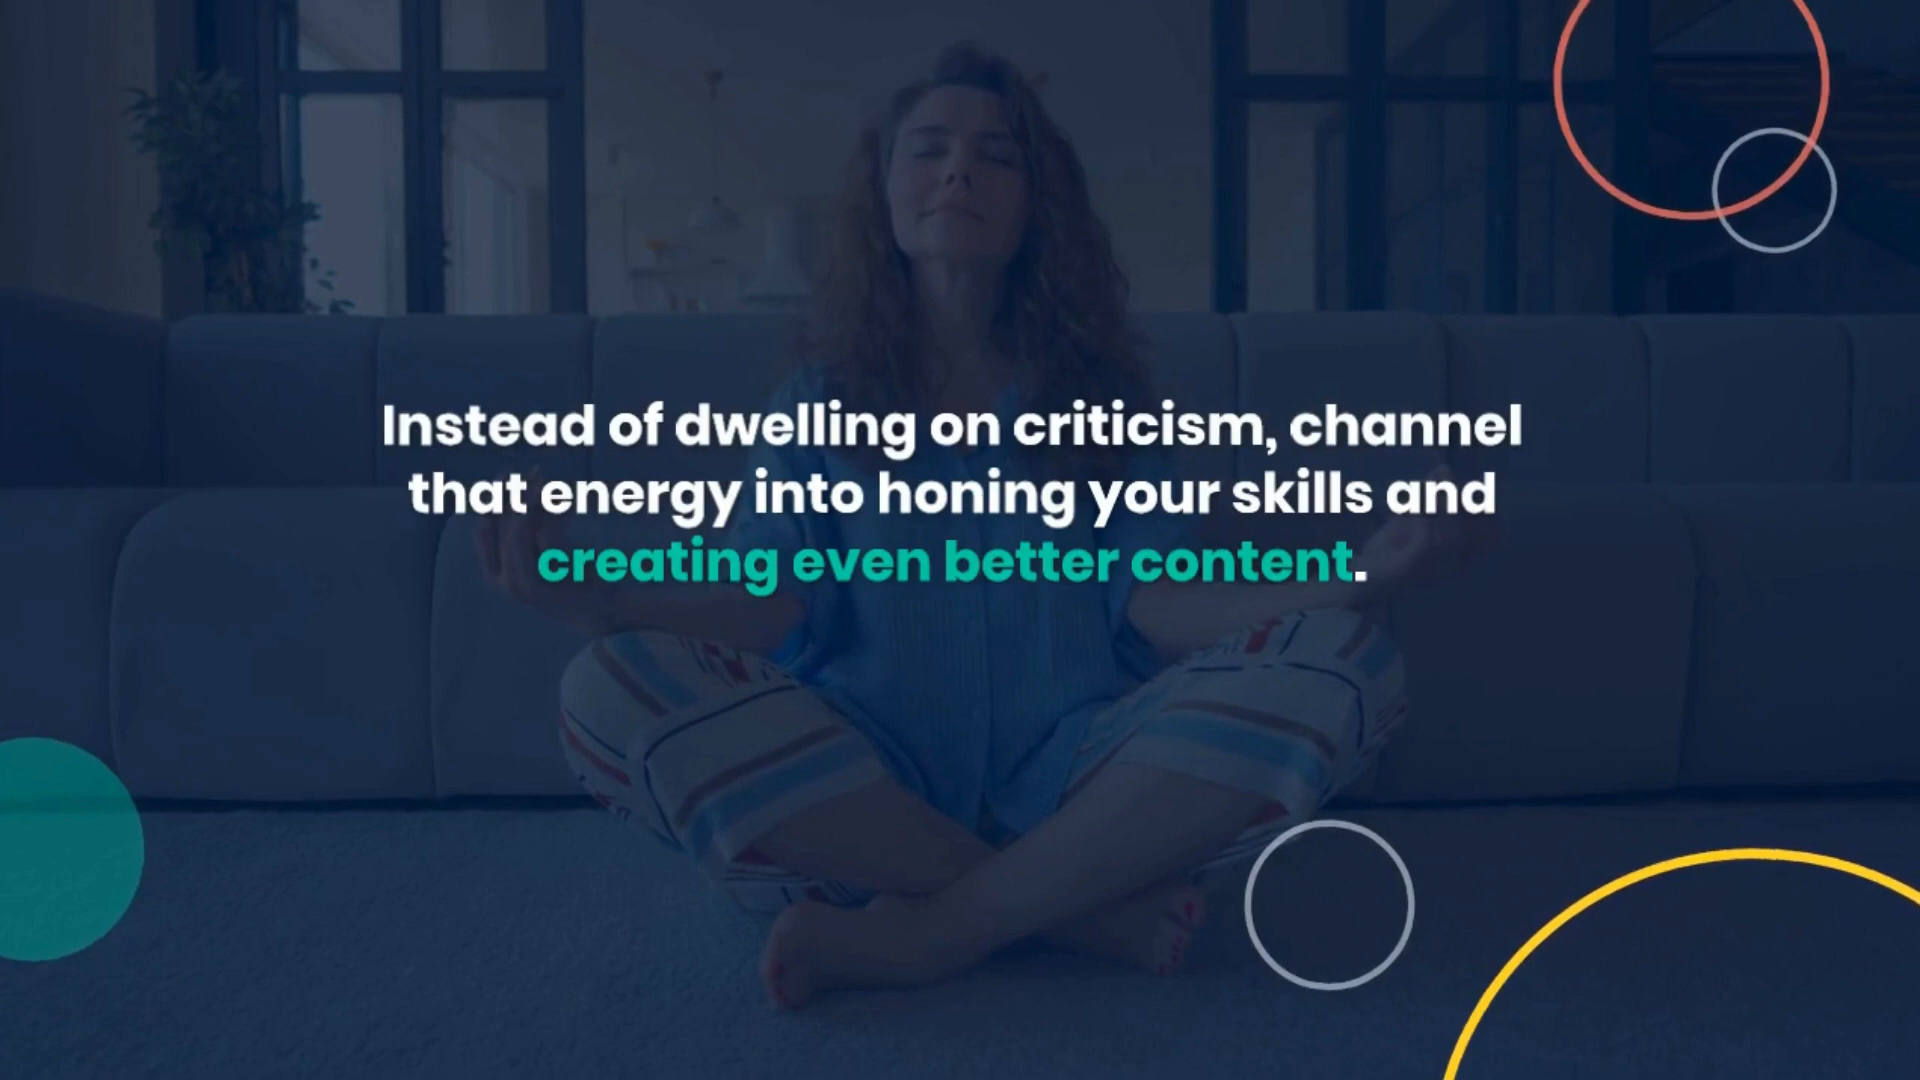 Instead of dwelling on criticism, channel
that energy into honing your skills and
creating even better content.